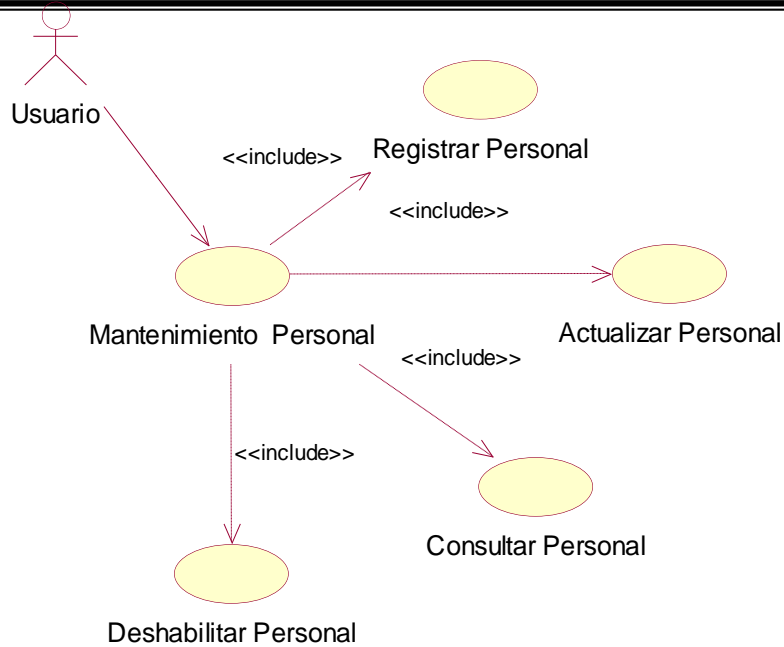 Usuario
Registrar Personal
<<include>>
<<include>>
Mantenimiento  Personal
Actualizar Personal
<<include>>
<<include>>
Consultar Personal
Deshabilitar Personal